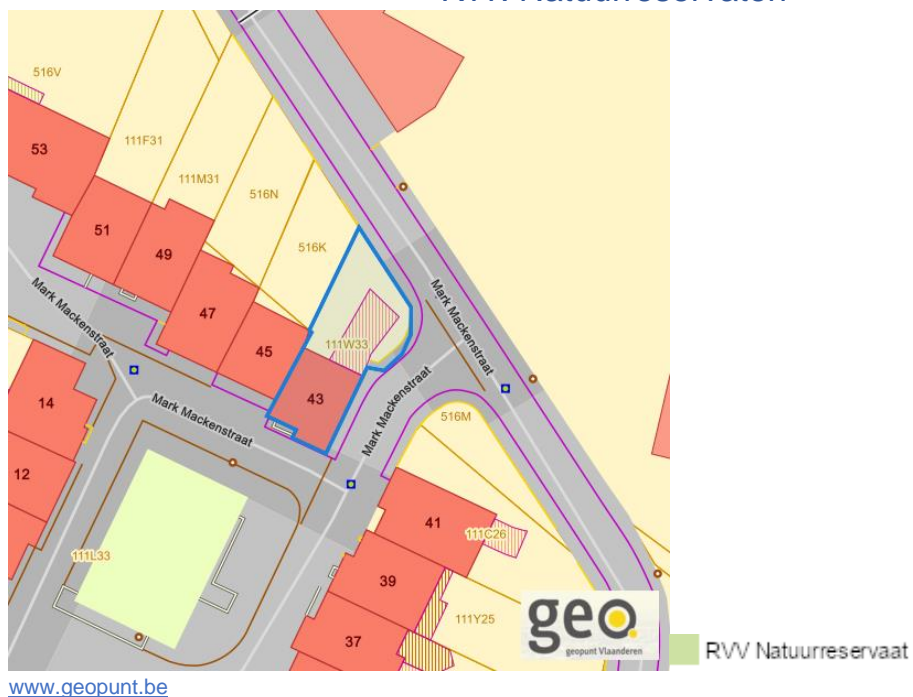 RVV Natuurreservaten
516V
53
111F31
111M31
516N
51
49
516K
47
Mark Mackenstraat
Mark Mackenstraat
45
111W33
43
14
Mark Mackenstraat
Mark Mackenstraat
516M
12
41
111C26
111L33
39
111Y25
37
geo
geopunt Vlaanderen
RVV Natuurreservaat
www.geopunt.be